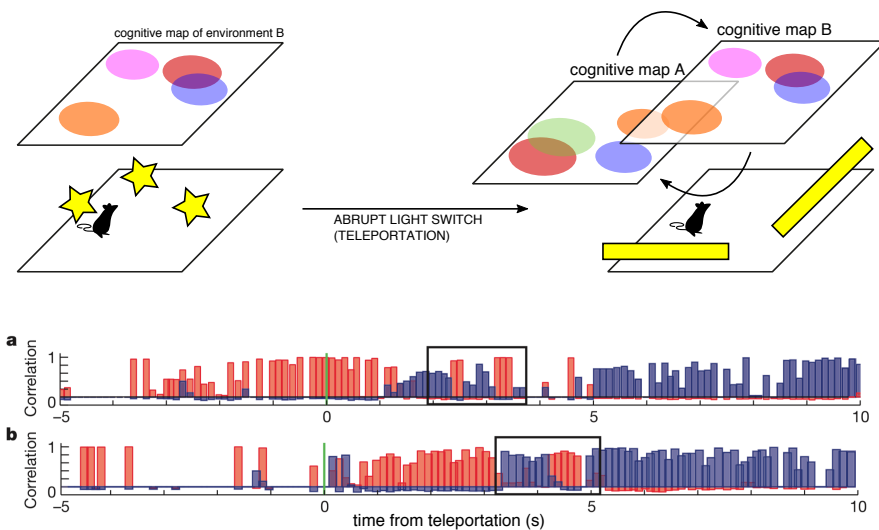 cognitive map of environment B
cognitive map B
cognitive map A
ABRUPT LIGHT SWITCH
(TELEPORTATION)
a
Correlation
1
0
-5
0
5
10
b
Correlation
1
0
-5
0
time from teleportation (s)
5
10